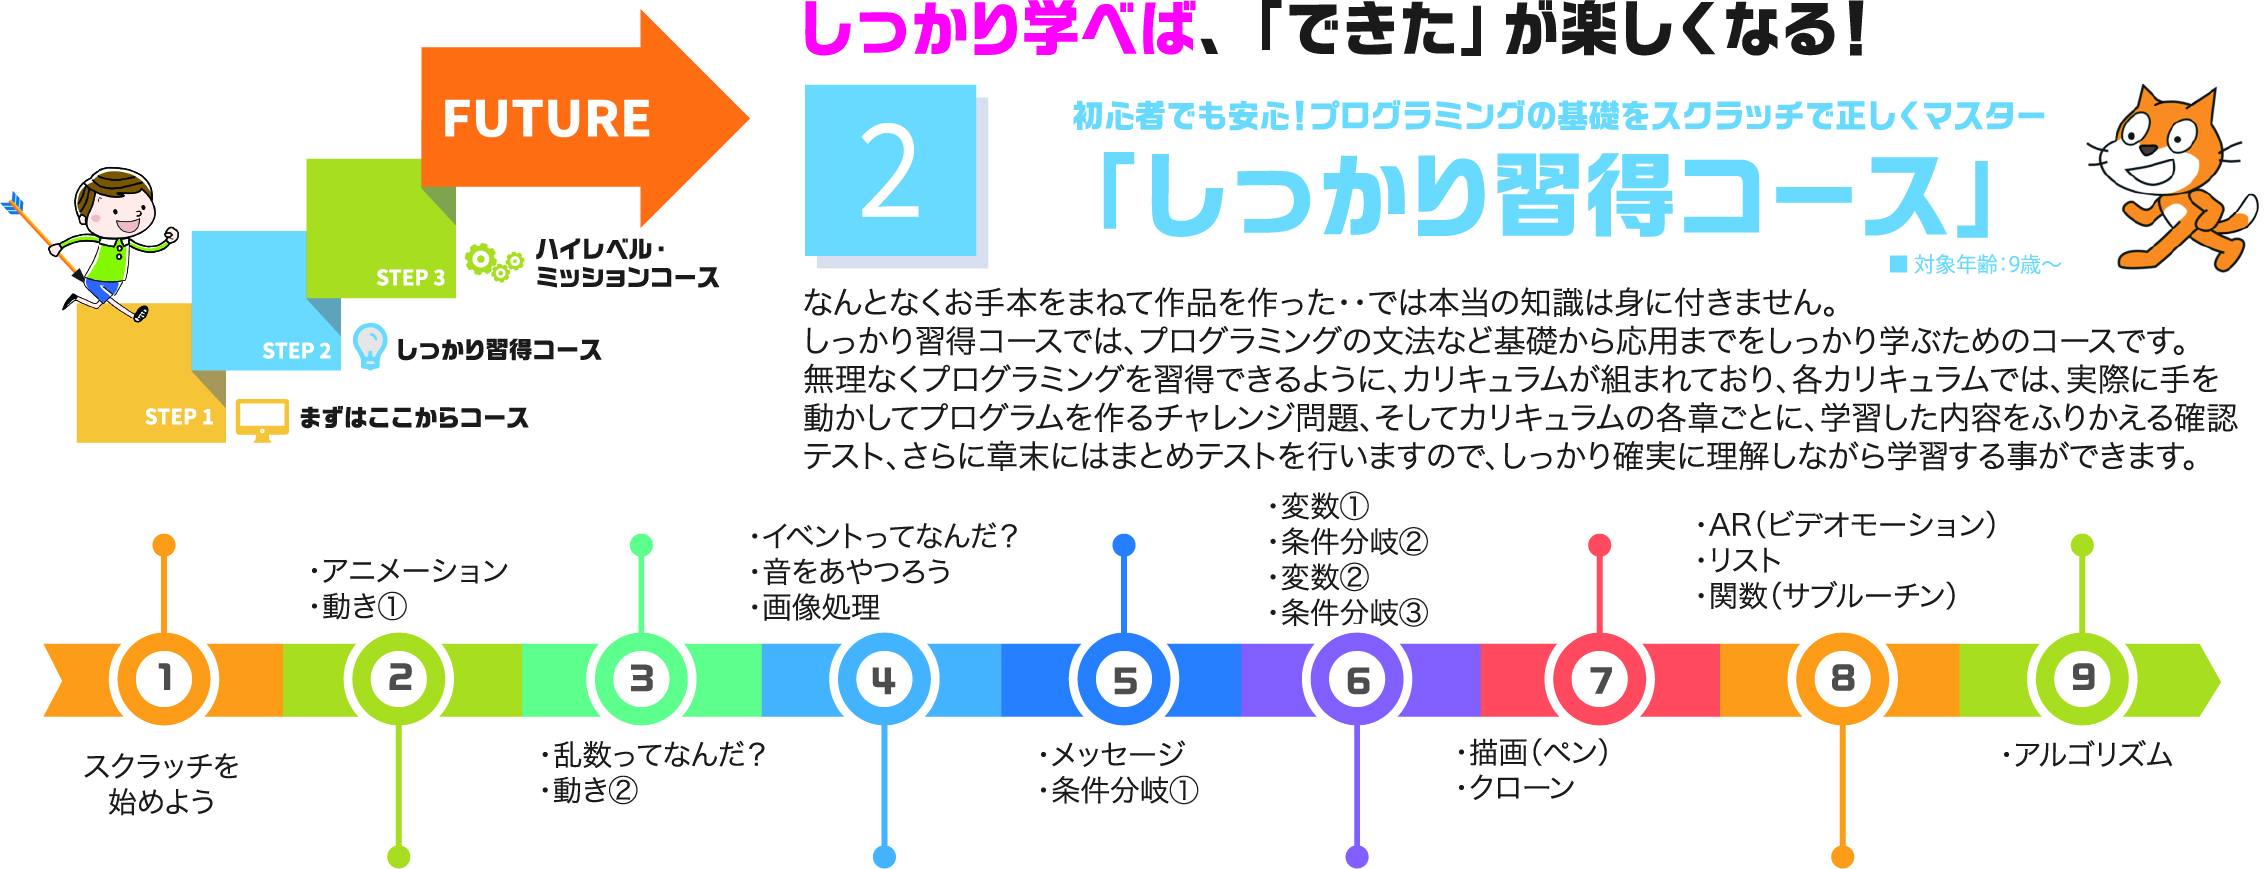 しっかり学べば、「できた」が楽しくなる！
FUTURE
STEP 3
ハイレベル・
ミッションコース
STEP 2
しっかり習得コース
STEP 1
まずはここからコース
2
初心者でも安心！プログラミングの基礎をスクラッチで正しくマスター
「しっかり習得コース」
■ 対象年齢：9歳～
なんとなくお手本をまねて作品を作った・・では本当の知識は身に付きません。
しっかり習得コースでは、プログラミングの文法など基礎から応用までをしっかり学ぶためのコースです。
無理なくプログラミングを習得できるように、カリキュラムが組まれており、各カリキュラムでは、実際に手を
動かしてプログラムを作るチャレンジ問題、そしてカリキュラムの各章ごとに、学習した内容をふりかえる確認
テスト、さらに章末にはまとめテストを行いますので、しっかり確実に理解しながら学習する事ができます。
1
スクラッチを
始めよう
2
・アニメーション
・動き①
3
・乱数ってなんだ？
・動き②
4
・イベントってなんだ？
・音をあやつろう
・画像処理
5
・メッセージ
・条件分岐①
6
・変数①
・条件分岐②
・変数②
・条件分岐③
7
・描画（ペン）
・クローン
8
・AR（ビデオモーション）
・リスト
・関数（サブルーチン）
9
・アルゴリズム